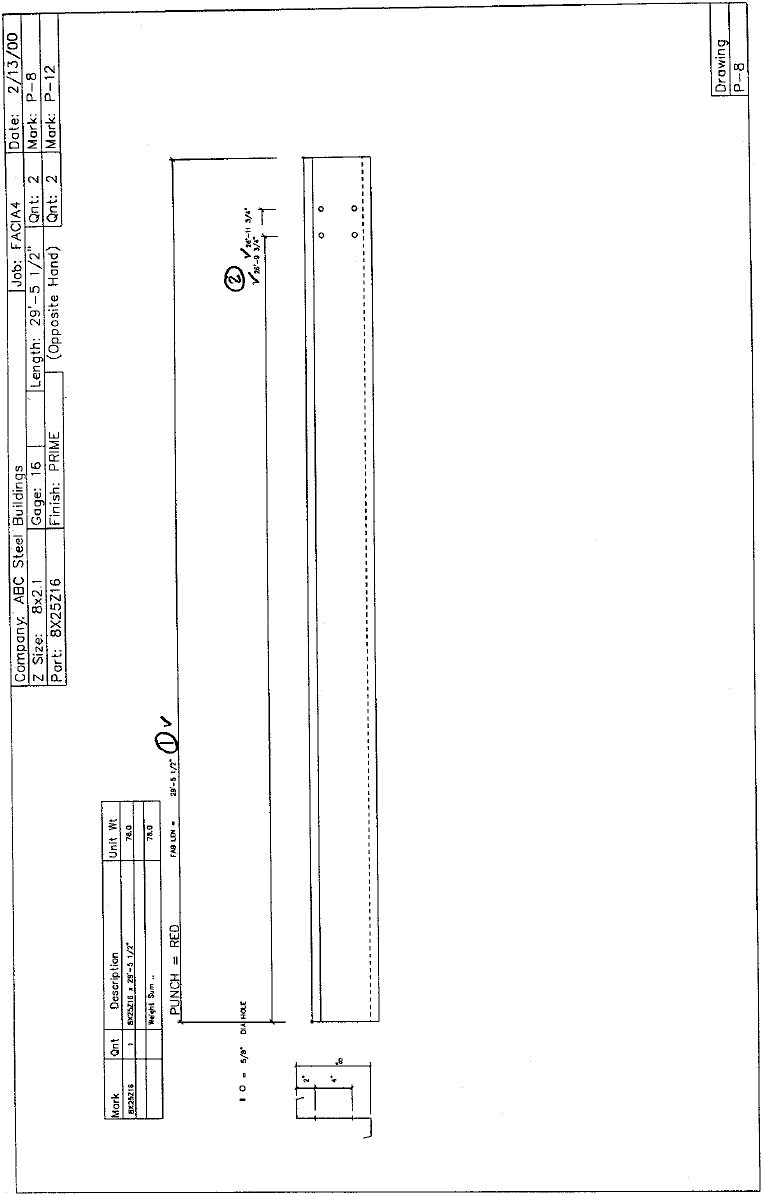 Company: ABC Steel Buildings Job: FACIA4 Date: 2/13/00
Z Size: 8x2.1 Gage: 16 Length: 29'-5 1/2" Qnt: 2 Mark: P-8
Part: 8X25Z16 Finish: PRIME (Opposite Hand) Qnt: 2 Mark: P-12
Drawing
P-8
Mark Qnt Description Unit Wt
8X25Z16 1 8X25Z16 x 29'-5 1/2" 78.0
Weight Sum .. 78.0
FAB LEN = 29'-5 1/2" 1 ✓
PUNCH = RED
2
✓ 26'-9 3/4"
✓ 26'-11 3/4"
O = 5/8" DIA HOLE
2"
4"
8"